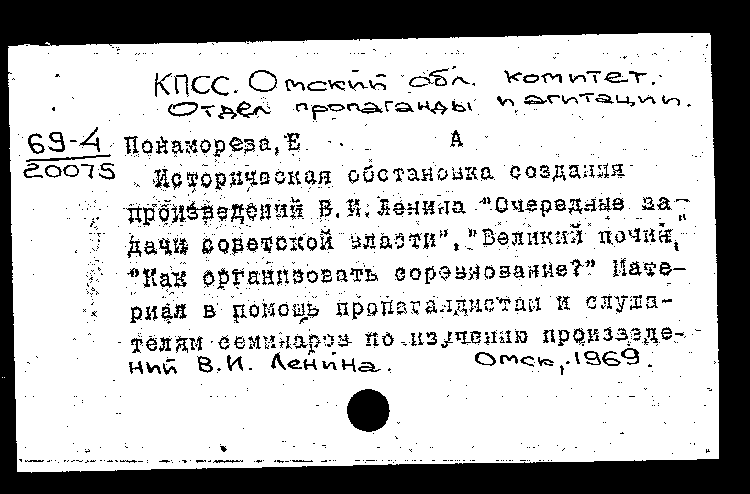 КПСС. Омский обл. комитет.
Отдел пропаганды и агитации.
69-4 Понаморева, Е А
20075 Историческая обстановка создания
произведений В.И.Ленина "Очередные за-
дачи советской власти", "Великий почин",
"Как организовать соревнование?" Мате-
риал в помощь пропагандистам и слуша-
телям семинаров по изучению произведе-
ний В.И. Ленина. Омск, 1969.